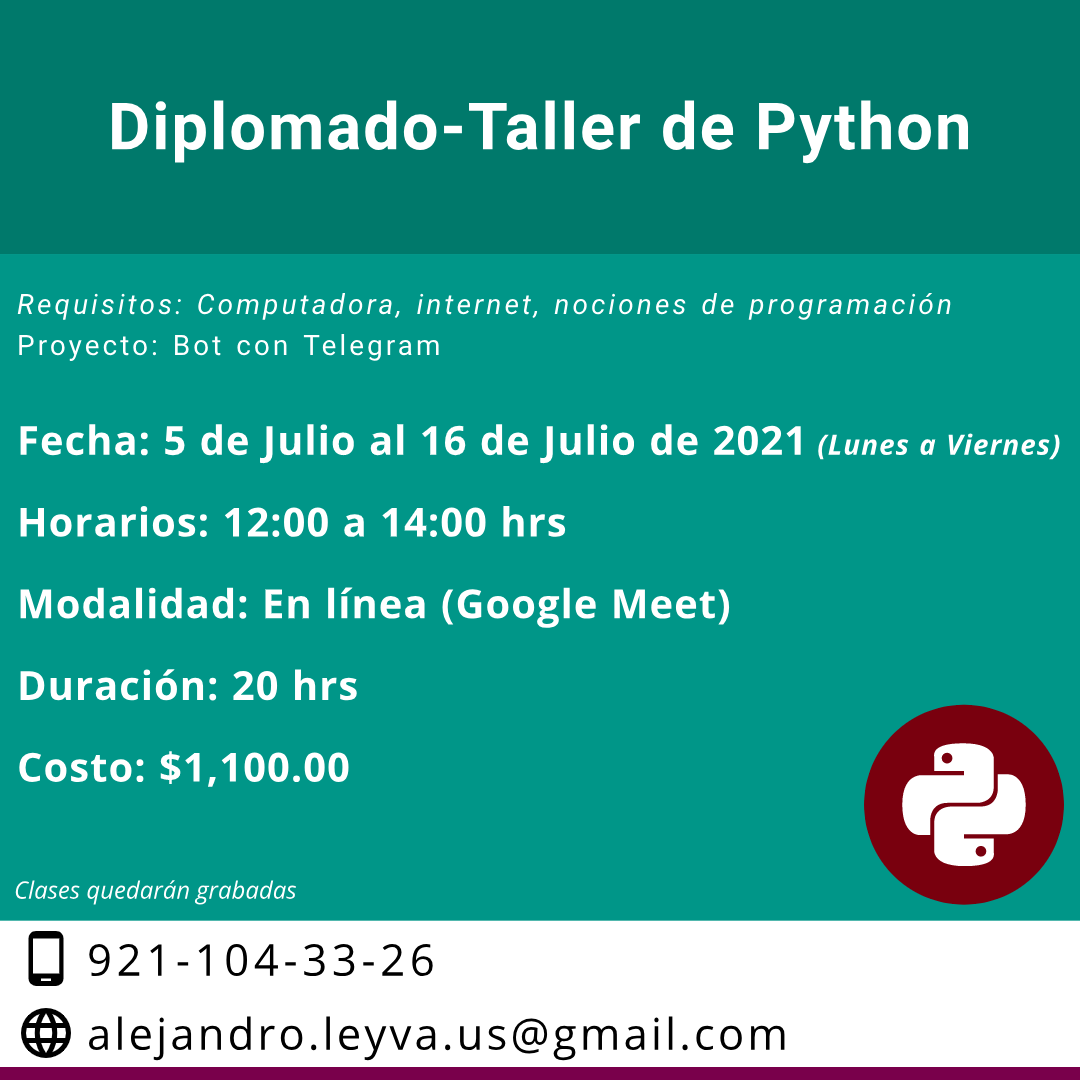 Diplomado-Taller de Python
Requisitos: Computadora, internet, nociones de programación
Proyecto: Bot con Telegram
Fecha: 5 de Julio al 16 de Julio de 2021 (Lunes a Viernes)
Horarios: 12:00 a 14:00 hrs
Modalidad: En línea (Google Meet)
Duración: 20 hrs
Costo: $1,100.00
Clases quedarán grabadas
921-104-33-26
alejandro.leyva.us@gmail.com